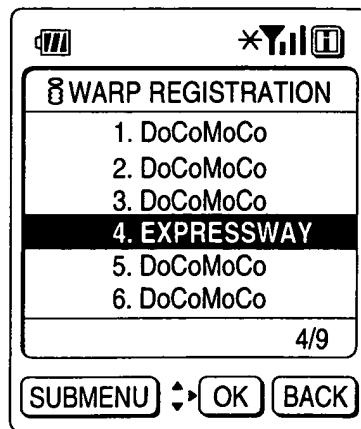 WARP REGISTRATION
1. DoCoMoCo
2. DoCoMoCo
3. DoCoMoCo
4. EXPRESSWAY
5. DoCoMoCo
6. DoCoMoCo
4/9
SUBMENU OK BACK